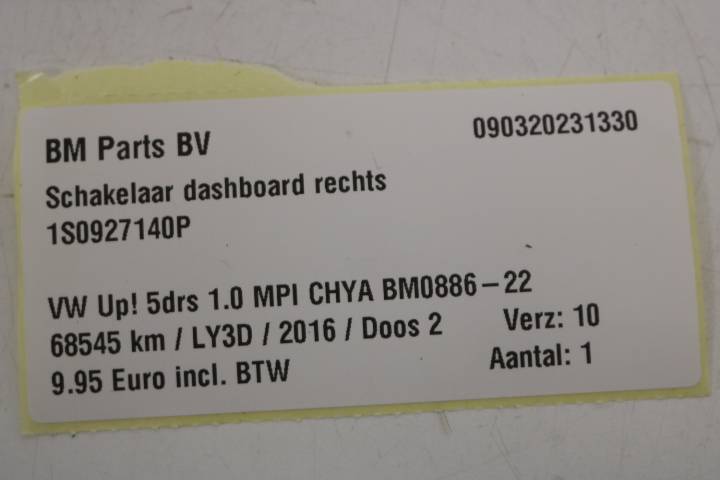 BM Parts BV 090320231330
Schakelaar dashboard rechts
1S0927140P
VW Up! 5drs 1.0 MPI CHYA BM0886-22
68545 km / LY3D / 2016 / Doos 2 Verz: 10
9.95 Euro incl. BTW Aantal: 1